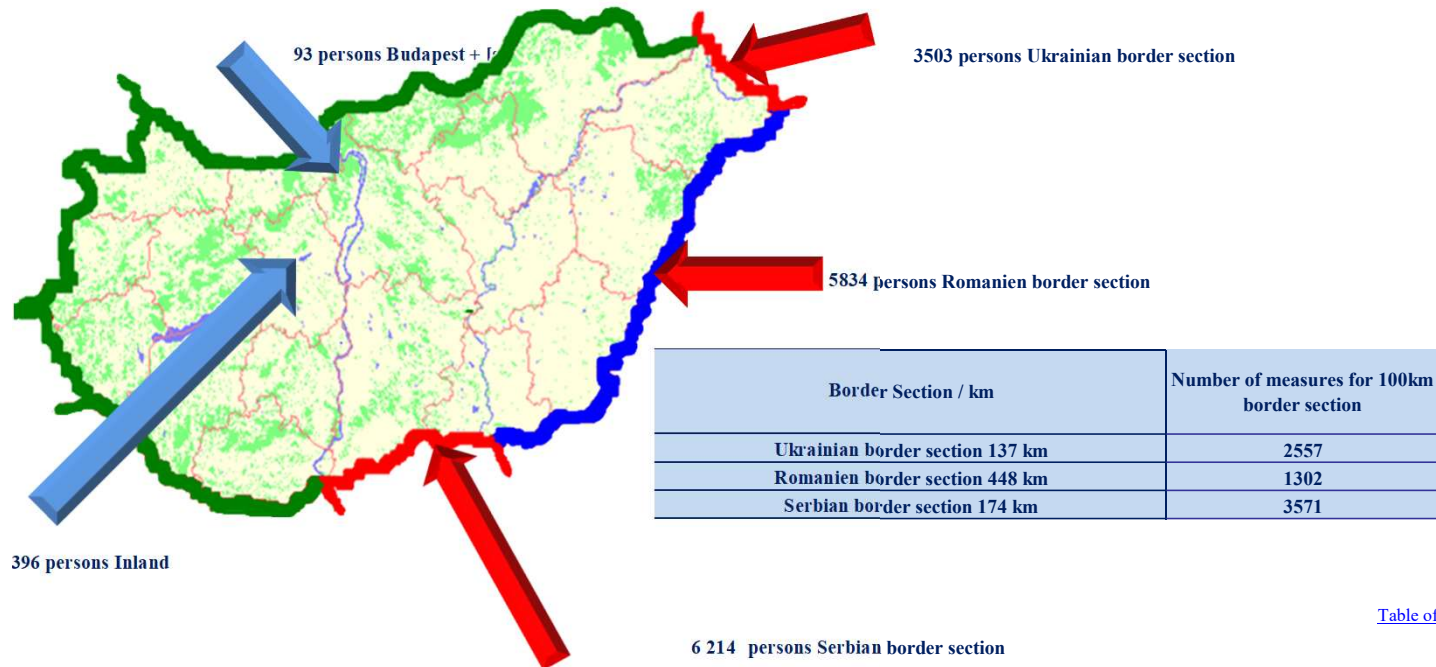 93 persons Budapest +
3503 persons Ukrainian border section
5834 persons Romanien border section
Border Section / km
Number of measures for 100km
border section
Ukrainian border section 137 km 2557
Romanien border section 448 km 1302
Serbian border section 174 km 3571
396 persons Inland
Table of
6 214 persons Serbian border section